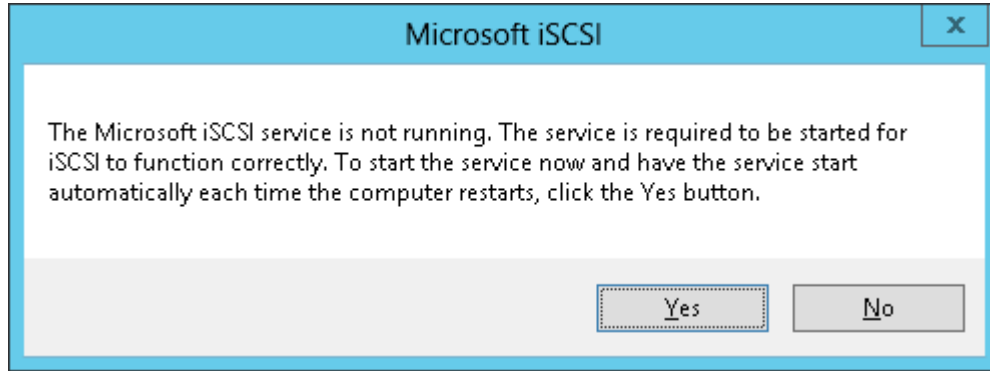 Microsoft iSCSI
x
The Microsoft iSCSI service is not running. The service is required to be started for
iSCSI to function correctly. To start the service now and have the service start
automatically each time the computer restarts, click the Yes button.
Yes
No